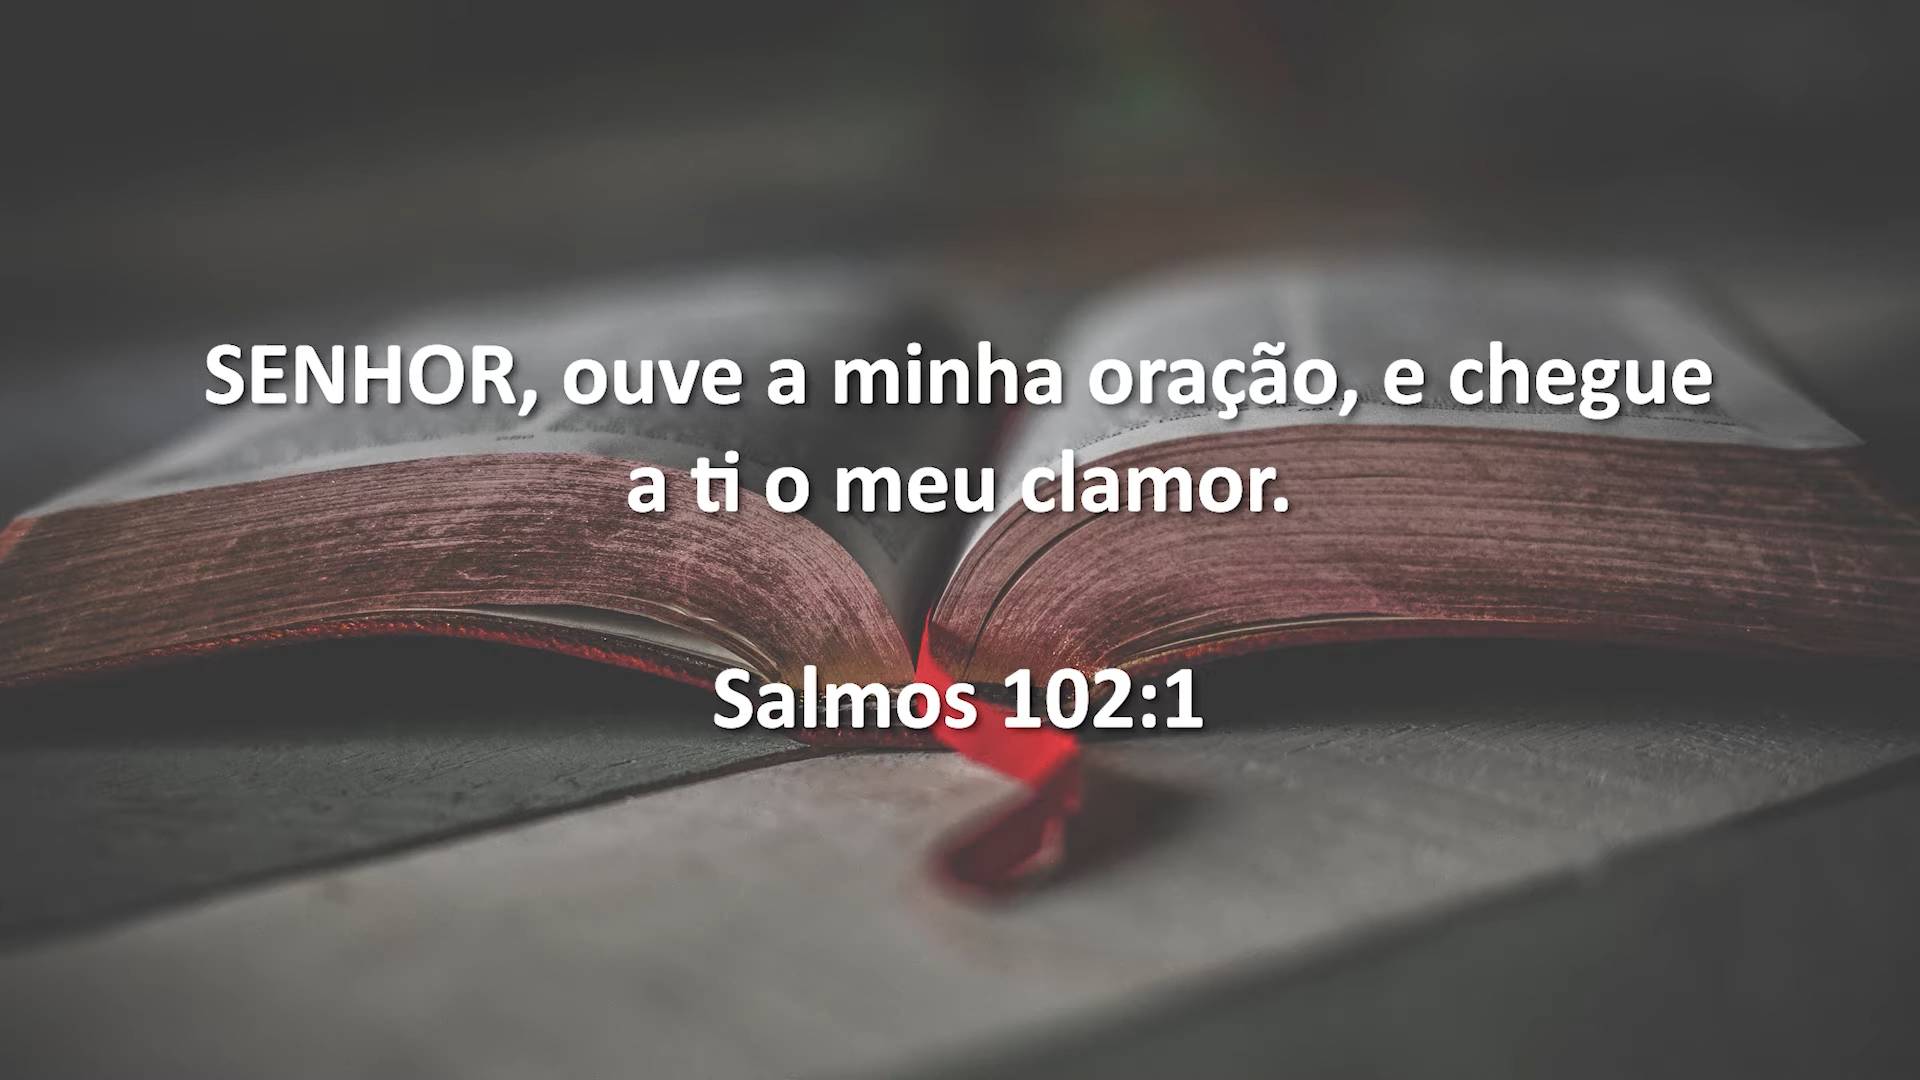 SENHOR, ouve a minha oração, e chegue
a ti o meu clamor.
Salmos 102:1